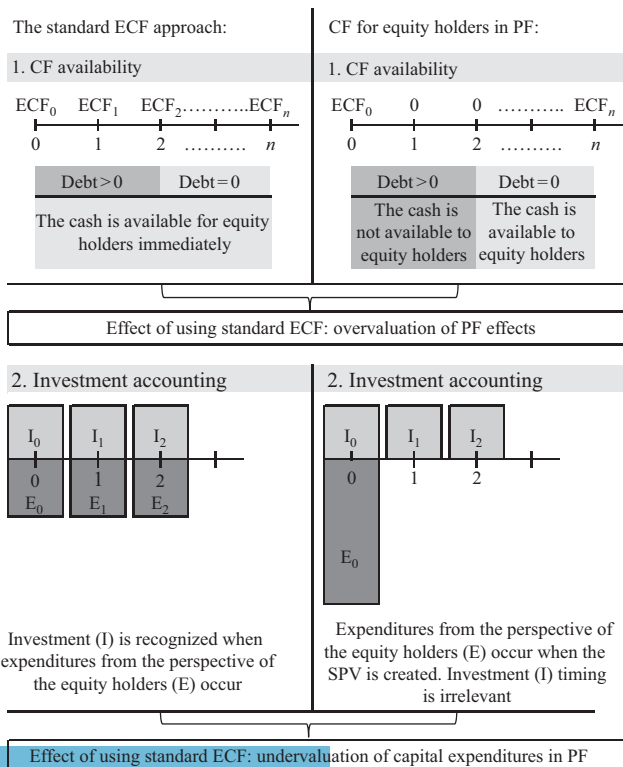 The standard ECF approach:
1. CF availability
ECF0 ECF1 ECF2...........ECFn
0 1 2 .......... n
Debt>0 Debt=0
The cash is available for equity
holders immediately
CF for equity holders in PF:
1. CF availability
ECF0 0 0 ........... ECFn
0 1 2 .......... n
Debt>0 Debt=0
The cash is
not available to
equity holders
The cash is
available to
equity holders
Effect of using standard ECF: overvaluation of PF effects
2. Investment accounting
I0 I1 I2
0 1 2
E0 E1 E2
Investment (I) is recognized when
expenditures from the perspective of
the equity holders (E) occur
2. Investment accounting
I0 I1 I2
0 1 2
E0
Expenditures from the perspective of
the equity holders (E) occur when the
SPV is created. Investment (I) timing
is irrelevant
Effect of using standard ECF: undervaluation of capital expenditures in PF